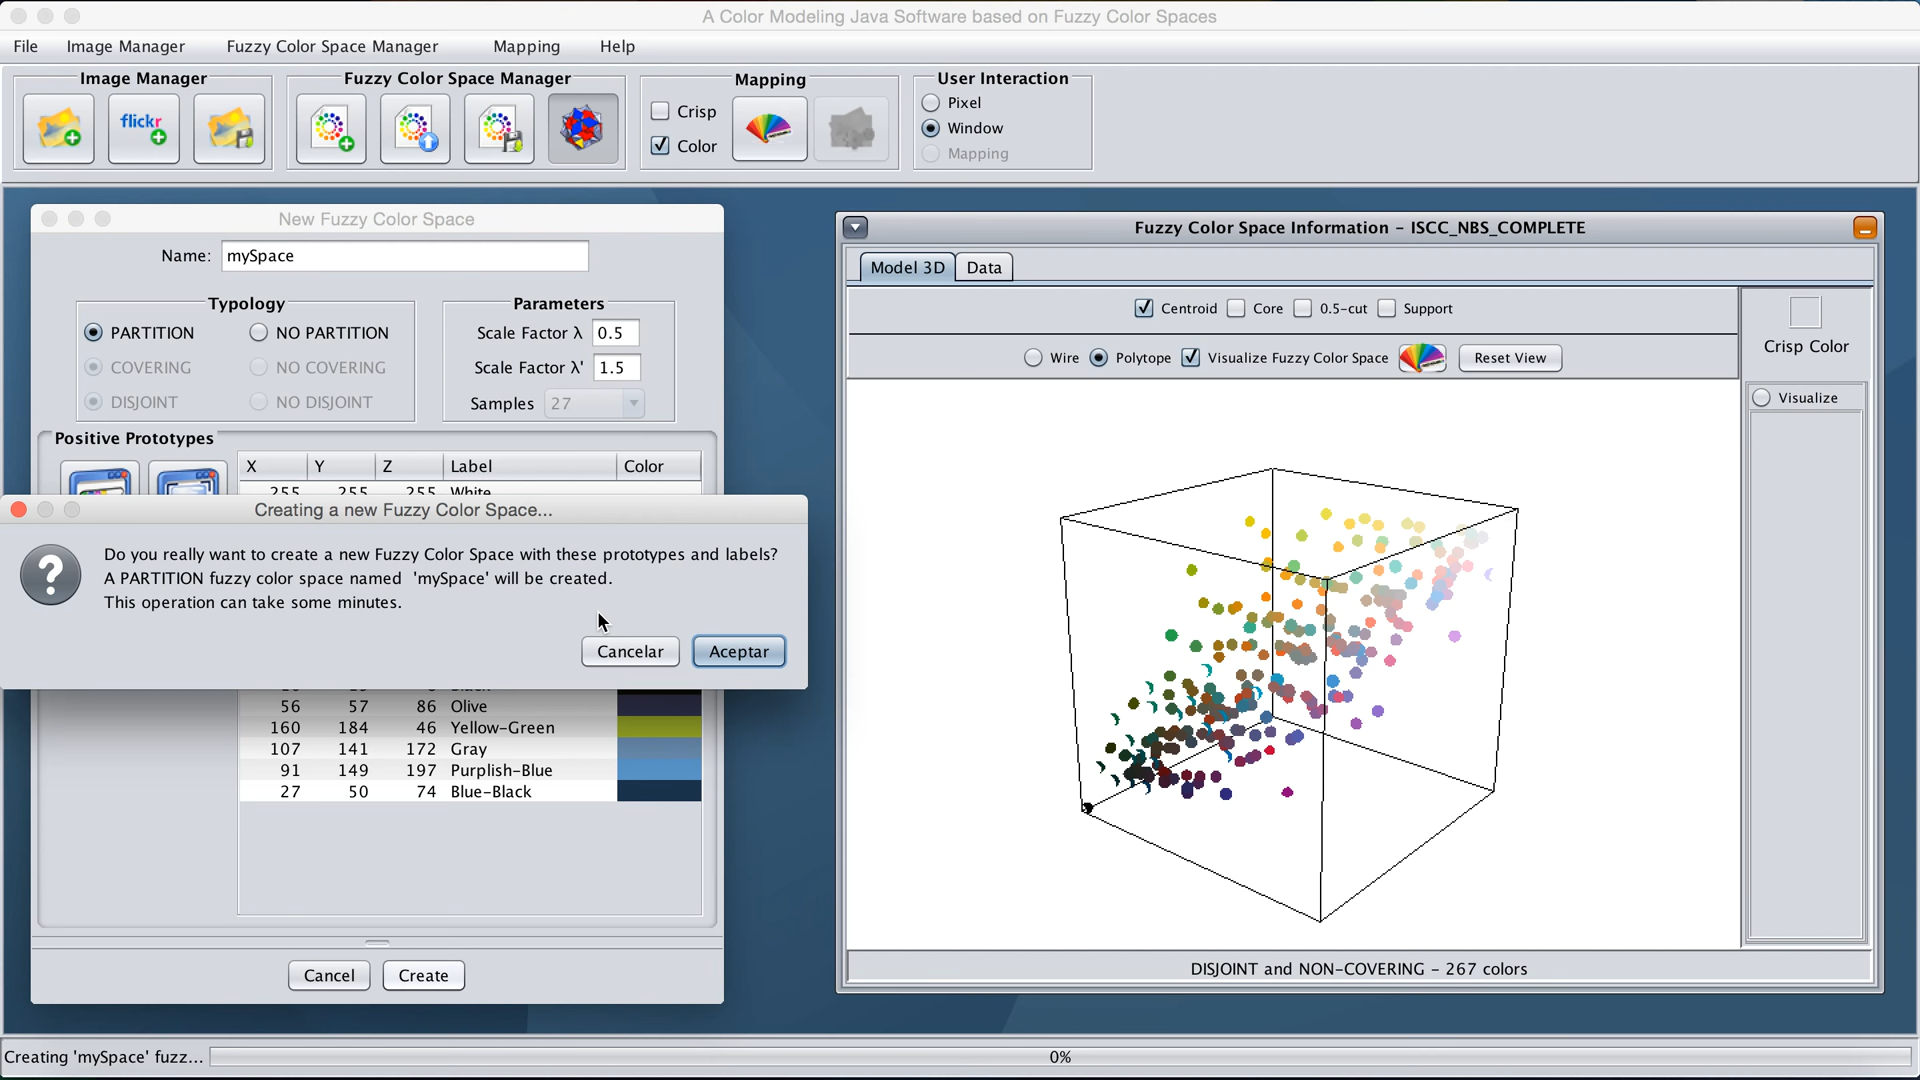 A Color Modeling Java Software based on Fuzzy Color Spaces
File Image Manager Fuzzy Color Space Manager Mapping Help
Image Manager
flickr
Fuzzy Color Space Manager
Mapping
Crisp
Color
User Interaction
Pixel
Window
Mapping
New Fuzzy Color Space
Name: mySpace
Typology
PARTITION NO PARTITION
COVERING NO COVERING
DISJOINT NO DISJOINT
Parameters
Scale Factor λ 0.5
Scale Factor λ' 1.5
Samples 27
Positive Prototypes
X Y Z Label Color
255 255 255 White
Creating a new Fuzzy Color Space...
Do you really want to create a new Fuzzy Color Space with these prototypes and labels?
A PARTITION fuzzy color space named 'mySpace' will be created.
This operation can take some minutes.
Cancelar Aceptar
Black
56 57 86 Olive
160 184 46 Yellow-Green
107 141 172 Gray
91 149 197 Purplish-Blue
27 50 74 Blue-Black
Cancel Create
Fuzzy Color Space Information - ISCC_NBS_COMPLETE
Model 3D Data
Centroid Core 0.5-cut Support
Wire Polytope Visualize Fuzzy Color Space Reset View
Crisp Color
Visualize
DISJOINT and NON-COVERING - 267 colors
Creating 'mySpace' fuzz... 0%